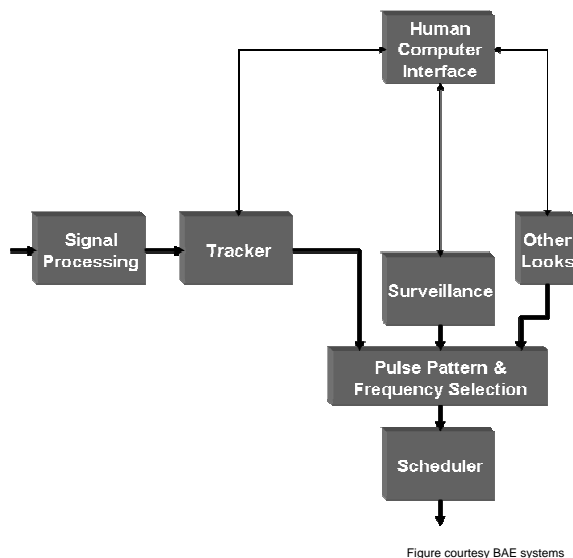 Human
Computer
Interface
Signal
Processing
Tracker
Other
Looks
Surveillance
Pulse Pattern &
Frequency Selection
Scheduler
Figure courtesy BAE systems